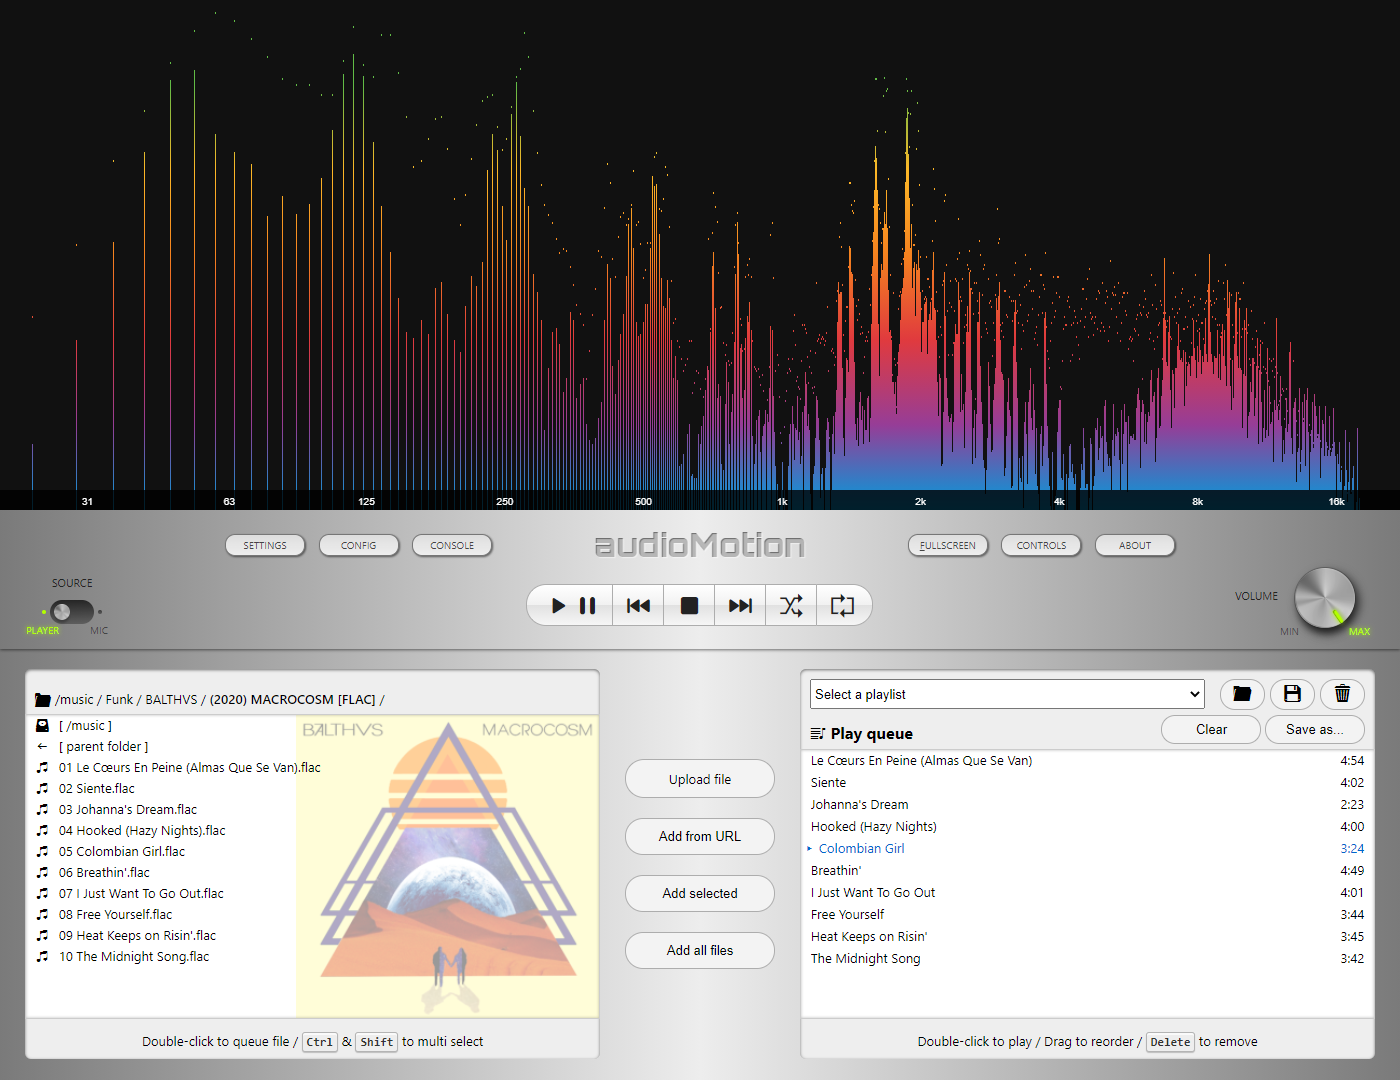 31 63 125 250 500 1k 2k 4k 8k 16k
SETTINGS CONFIG CONSOLE audioMotion FULLSCREEN CONTROLS ABOUT
SOURCE
PLAYER MIC
VOLUME
MIN MAX
/music / Funk / BALTHVS / (2020) MACROCOSM [FLAC] /
[ /music ]
[ parent folder ]
01 Le Cœurs En Peine (Almas Que Se Van).flac
02 Siente.flac
03 Johanna's Dream.flac
04 Hooked (Hazy Nights).flac
05 Colombian Girl.flac
06 Breathin'.flac
07 I Just Want To Go Out.flac
08 Free Yourself.flac
09 Heat Keeps on Risin'.flac
10 The Midnight Song.flac
BALTHVS MACROCOSM
Double-click to queue file / Ctrl & Shift to multi select
Upload file
Add from URL
Add selected
Add all files
Select a playlist
Play queue
Clear Save as...
Le Cœurs En Peine (Almas Que Se Van) 4:54
Siente 4:02
Johanna's Dream 2:23
Hooked (Hazy Nights) 4:00
Colombian Girl 3:24
Breathin' 4:49
I Just Want To Go Out 4:01
Free Yourself 3:44
Heat Keeps on Risin' 3:45
The Midnight Song 3:42
Double-click to play / Drag to reorder / Delete to remove